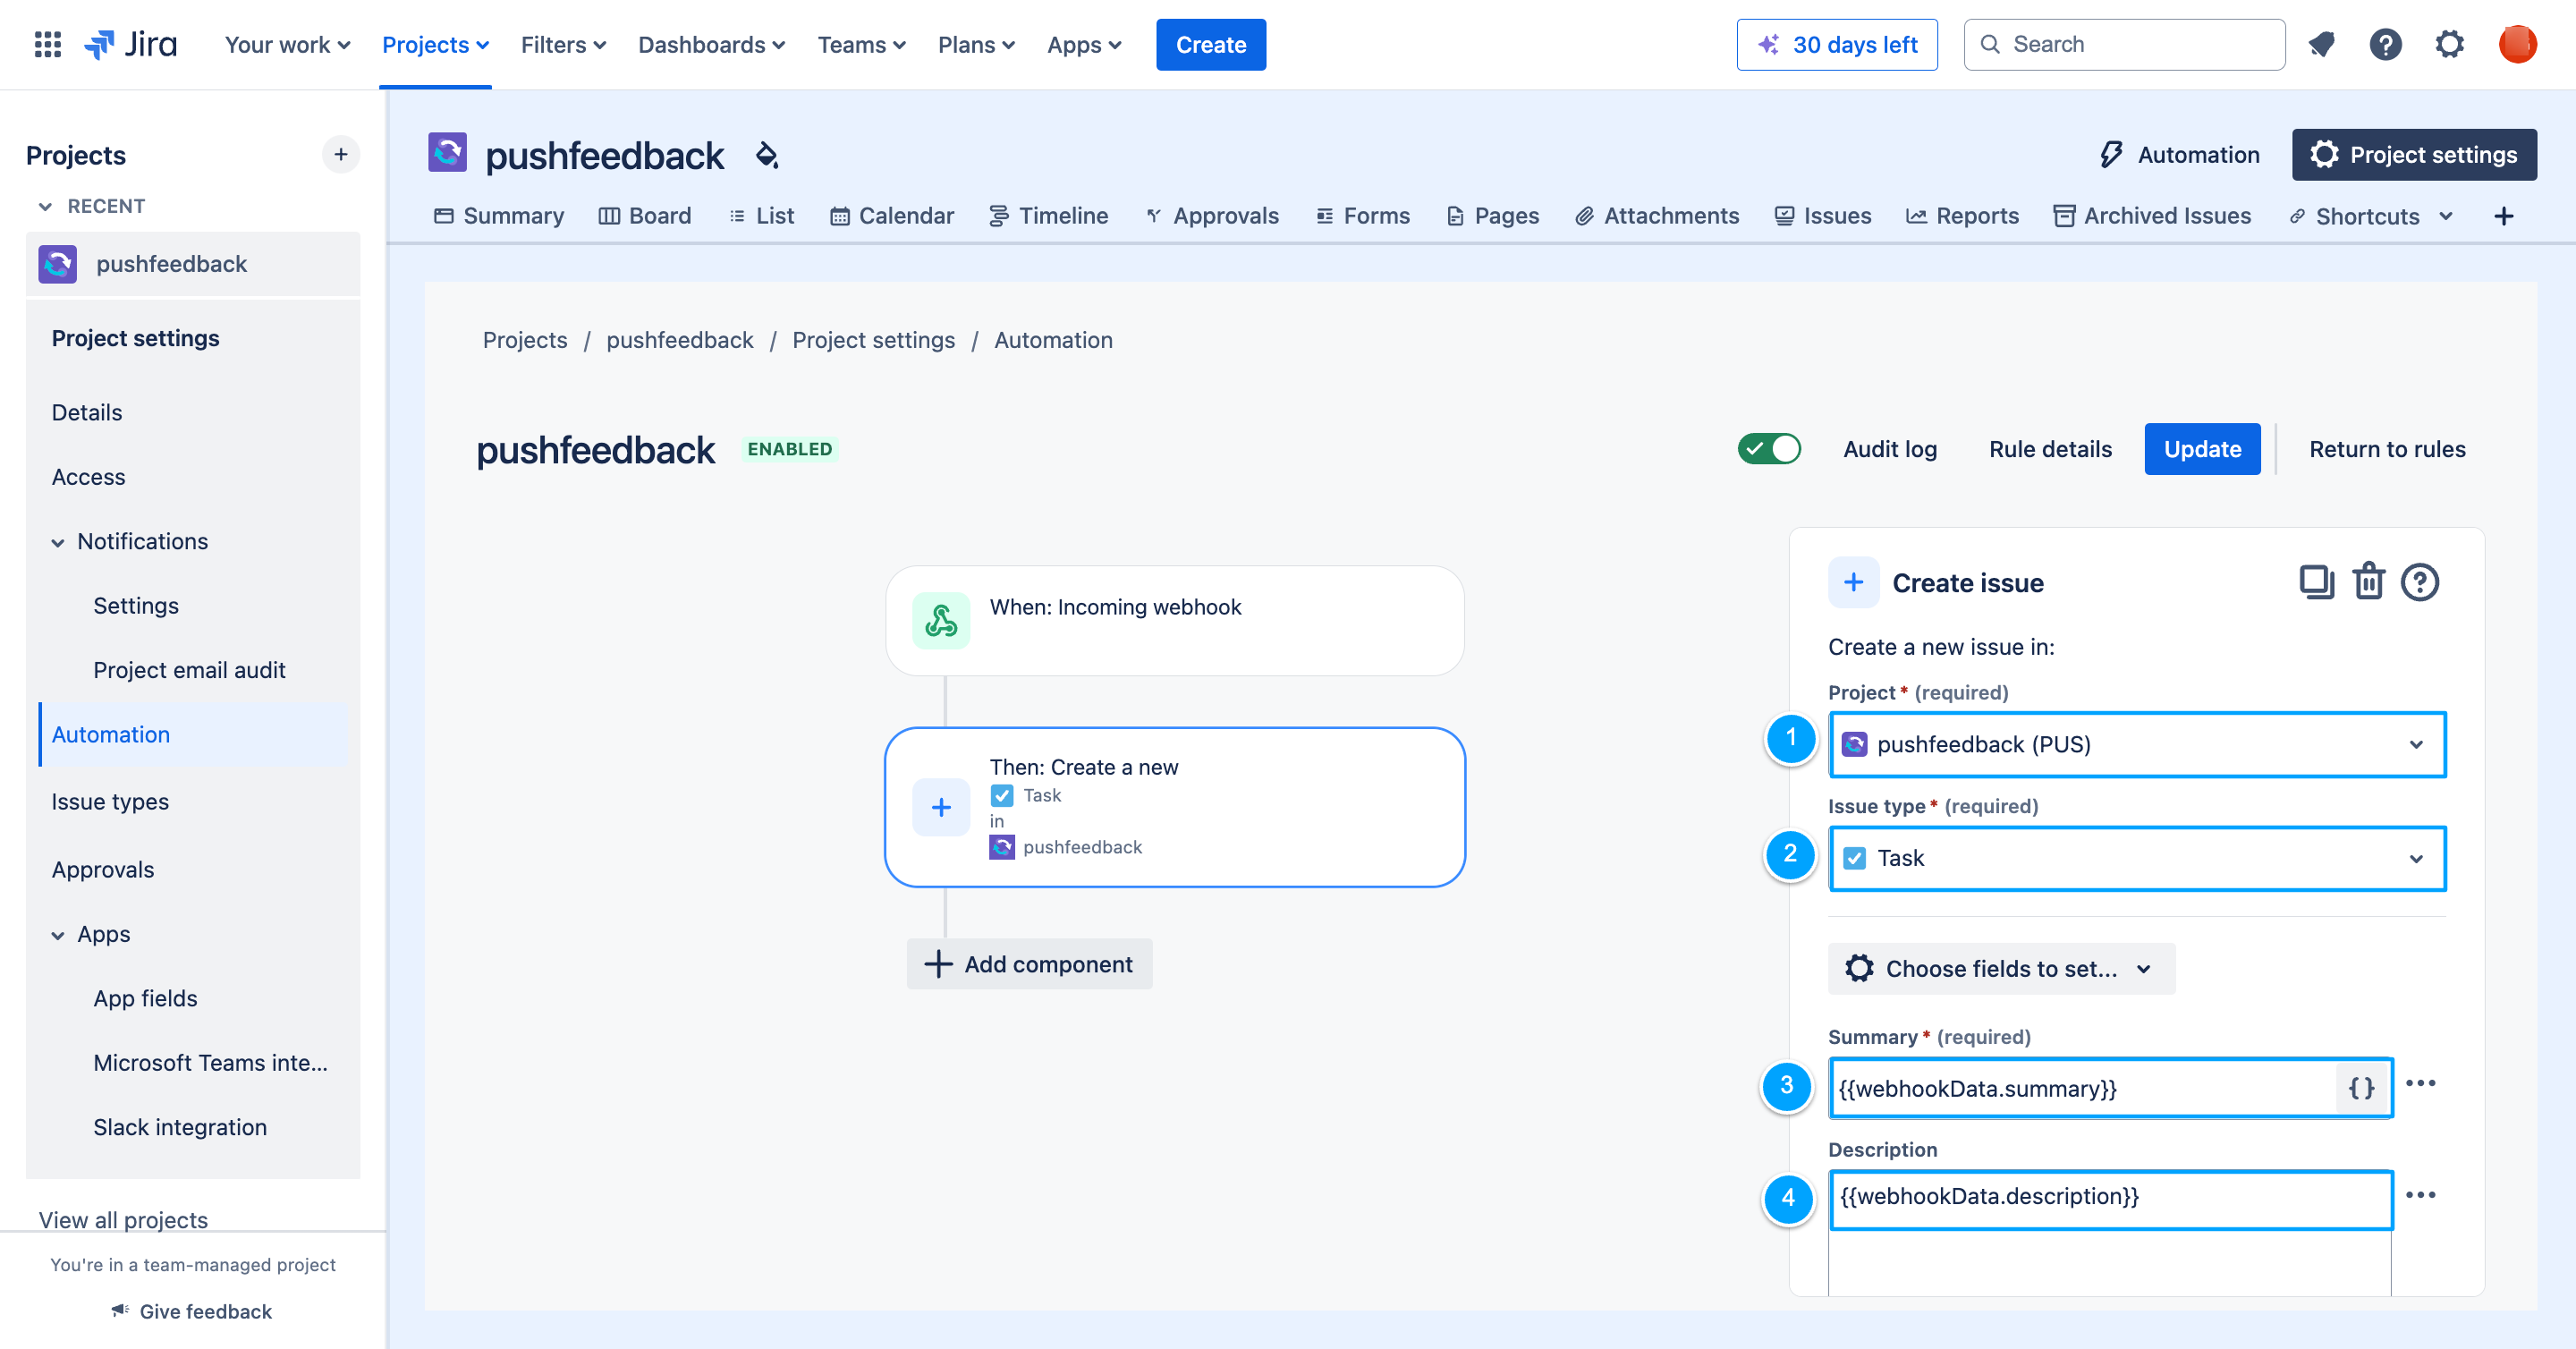 Jira Your work Projects Filters Dashboards Teams Plans Apps Create 30 days left Search
Projects
RECENT
pushfeedback
Project settings
Details
Access
Notifications
Settings
Project email audit
Automation
Issue types
Approvals
Apps
App fields
Microsoft Teams inte...
Slack integration
View all projects
You're in a team-managed project
Give feedback
pushfeedback
Automation Project settings
Summary Board List Calendar Timeline Approvals Forms Pages Attachments Issues Reports Archived Issues Shortcuts
Projects / pushfeedback / Project settings / Automation
pushfeedback ENABLED
Audit log Rule details Update Return to rules
When: Incoming webhook
Then: Create a new
Task
in
pushfeedback
Add component
Create issue
Create a new issue in:
Project * (required)
1 pushfeedback (PUS)
Issue type * (required)
2 Task
Choose fields to set...
Summary * (required)
3 {{webhookData.summary}} {}
Description
4 {{webhookData.description}}